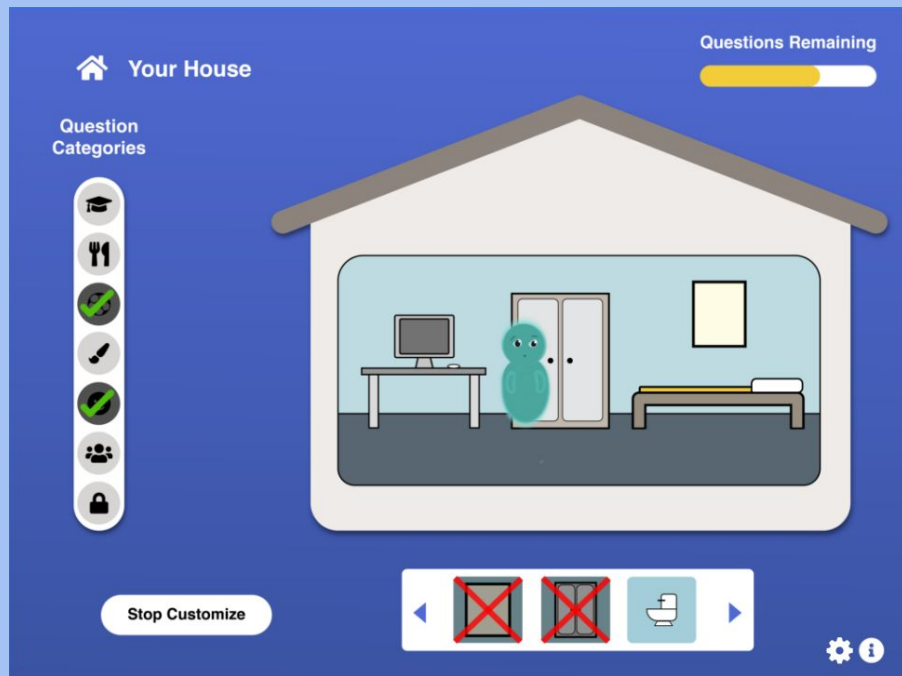 Your House
Questions Remaining
Question
Categories
Stop Customize